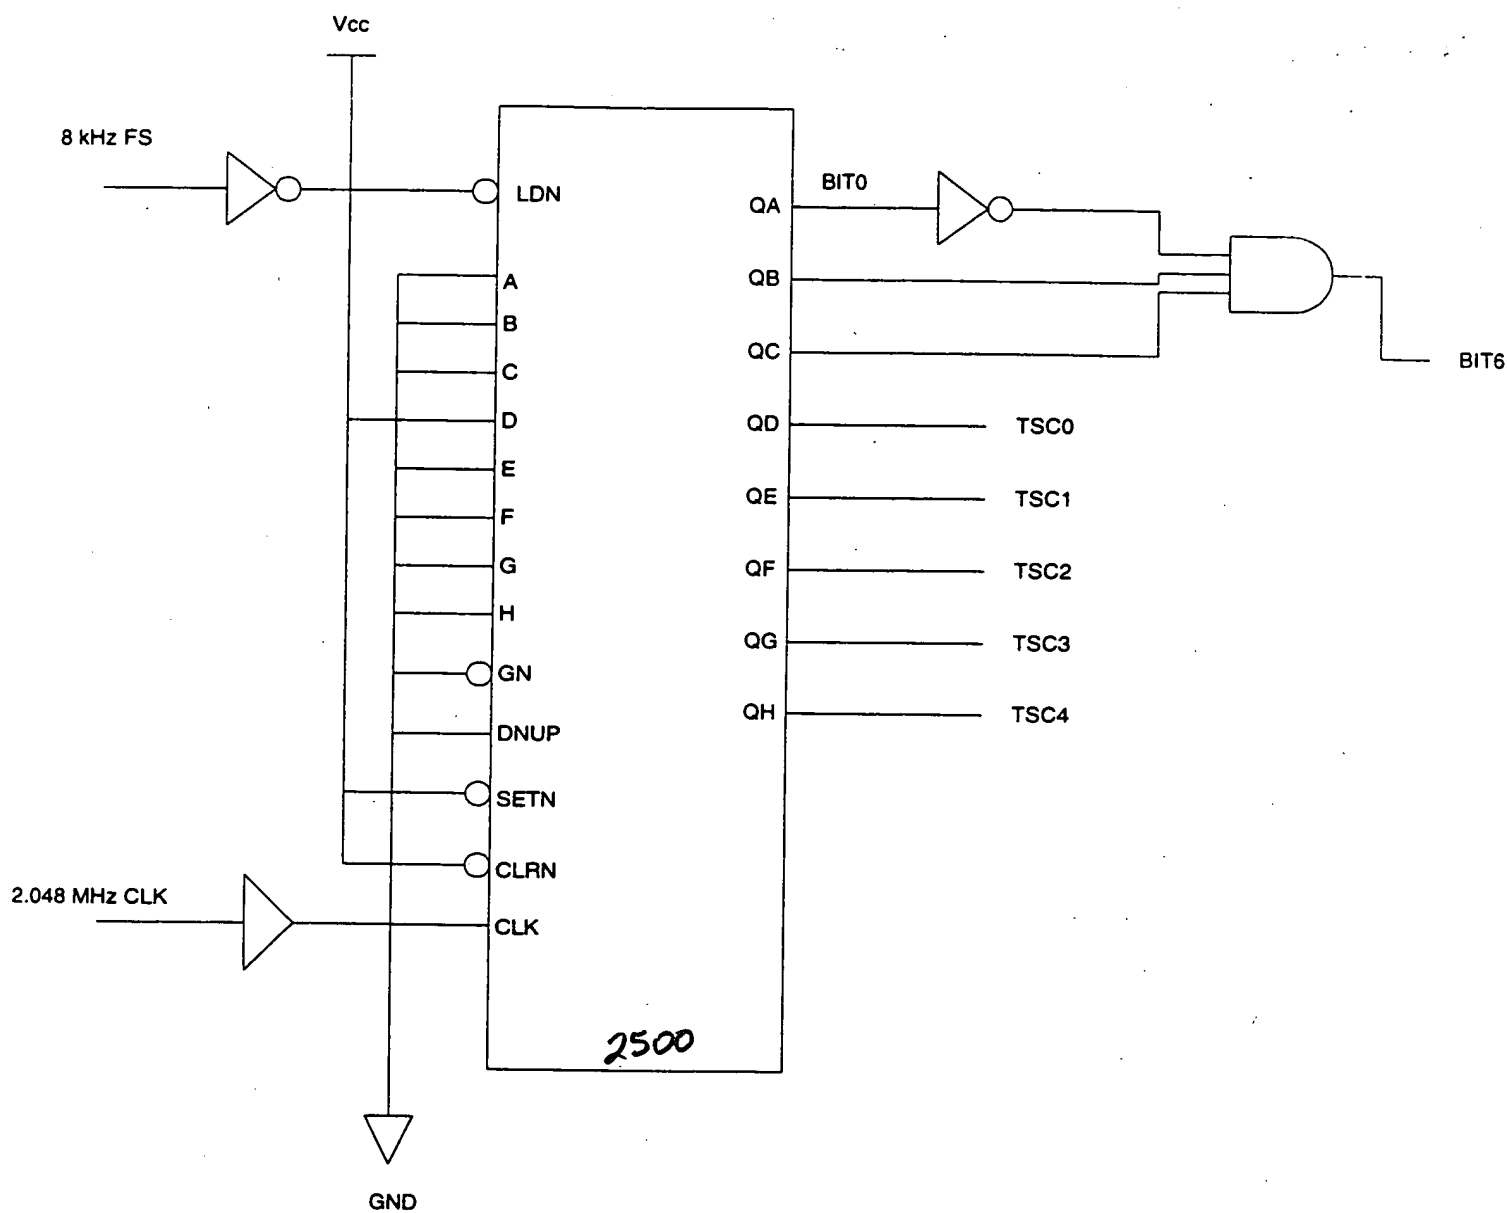 Vcc
8 kHz FS
LDN
A
B
C
D
E
F
G
H
GN
DNUP
SETN
CLRN
2.048 MHz CLK
CLK
QA
BIT0
QB
QC
BIT6
QD
TSC0
QE
TSC1
QF
TSC2
QG
TSC3
QH
TSC4
2500
GND